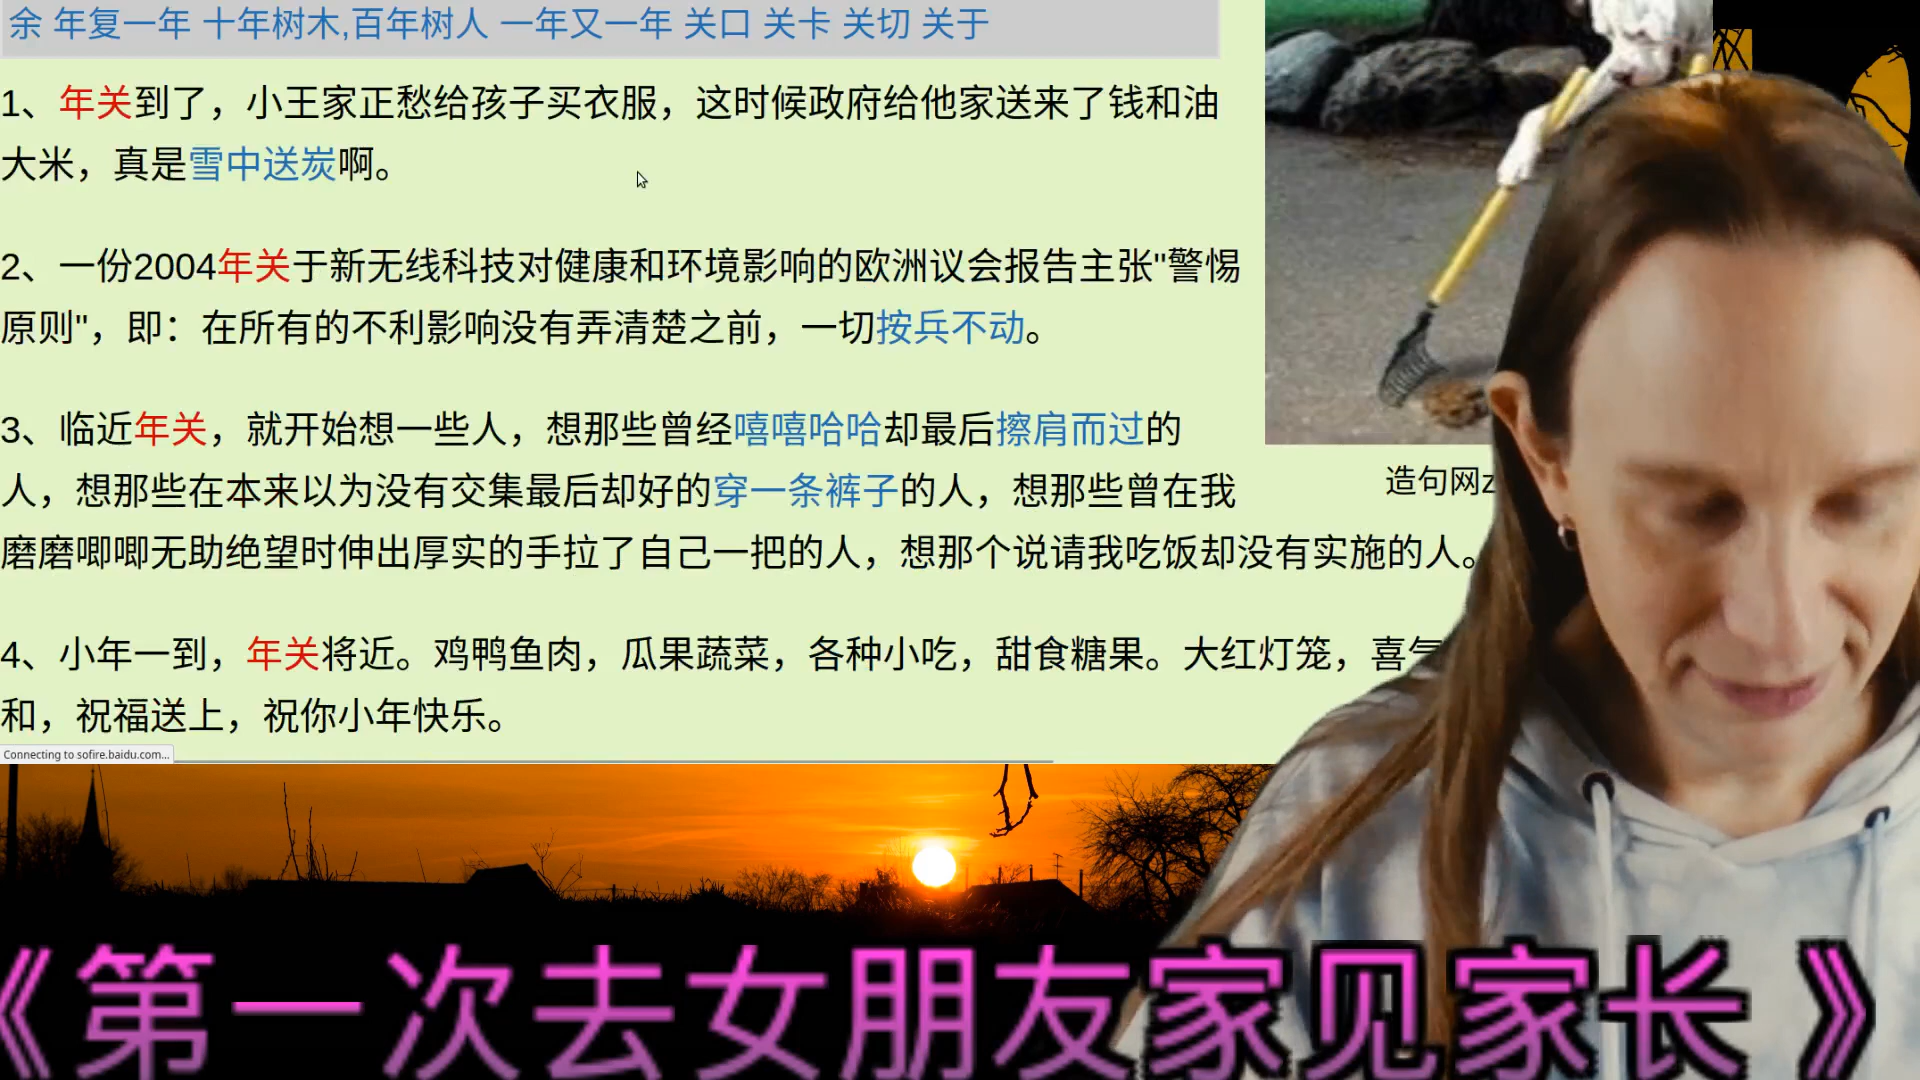 余 年复一年 十年树木,百年树人 一年又一年 关口 关卡 关切 关于
1、年关到了，小王家正愁给孩子买衣服，这时候政府给他家送来了钱和油
大米，真是雪中送炭啊。
2、一份2004年关于新无线科技对健康和环境影响的欧洲议会报告主张"警惕
原则"，即：在所有的不利影响没有弄清楚之前，一切按兵不动。
3、临近年关，就开始想一些人，想那些曾经嘻嘻哈哈却最后擦肩而过的
人，想那些在本来以为没有交集最后却好的穿一条裤子的人，想那些曾在我
磨磨唧唧无助绝望时伸出厚实的手拉了自己一把的人，想那个说请我吃饭却没有实施的人。
4、小年一到，年关将近。鸡鸭鱼肉，瓜果蔬菜，各种小吃，甜食糖果。大红灯笼，喜气
和，祝福送上，祝你小年快乐。
造句网z
Connecting to sofire.baidu.com...
《第一次去女朋友家见家长》